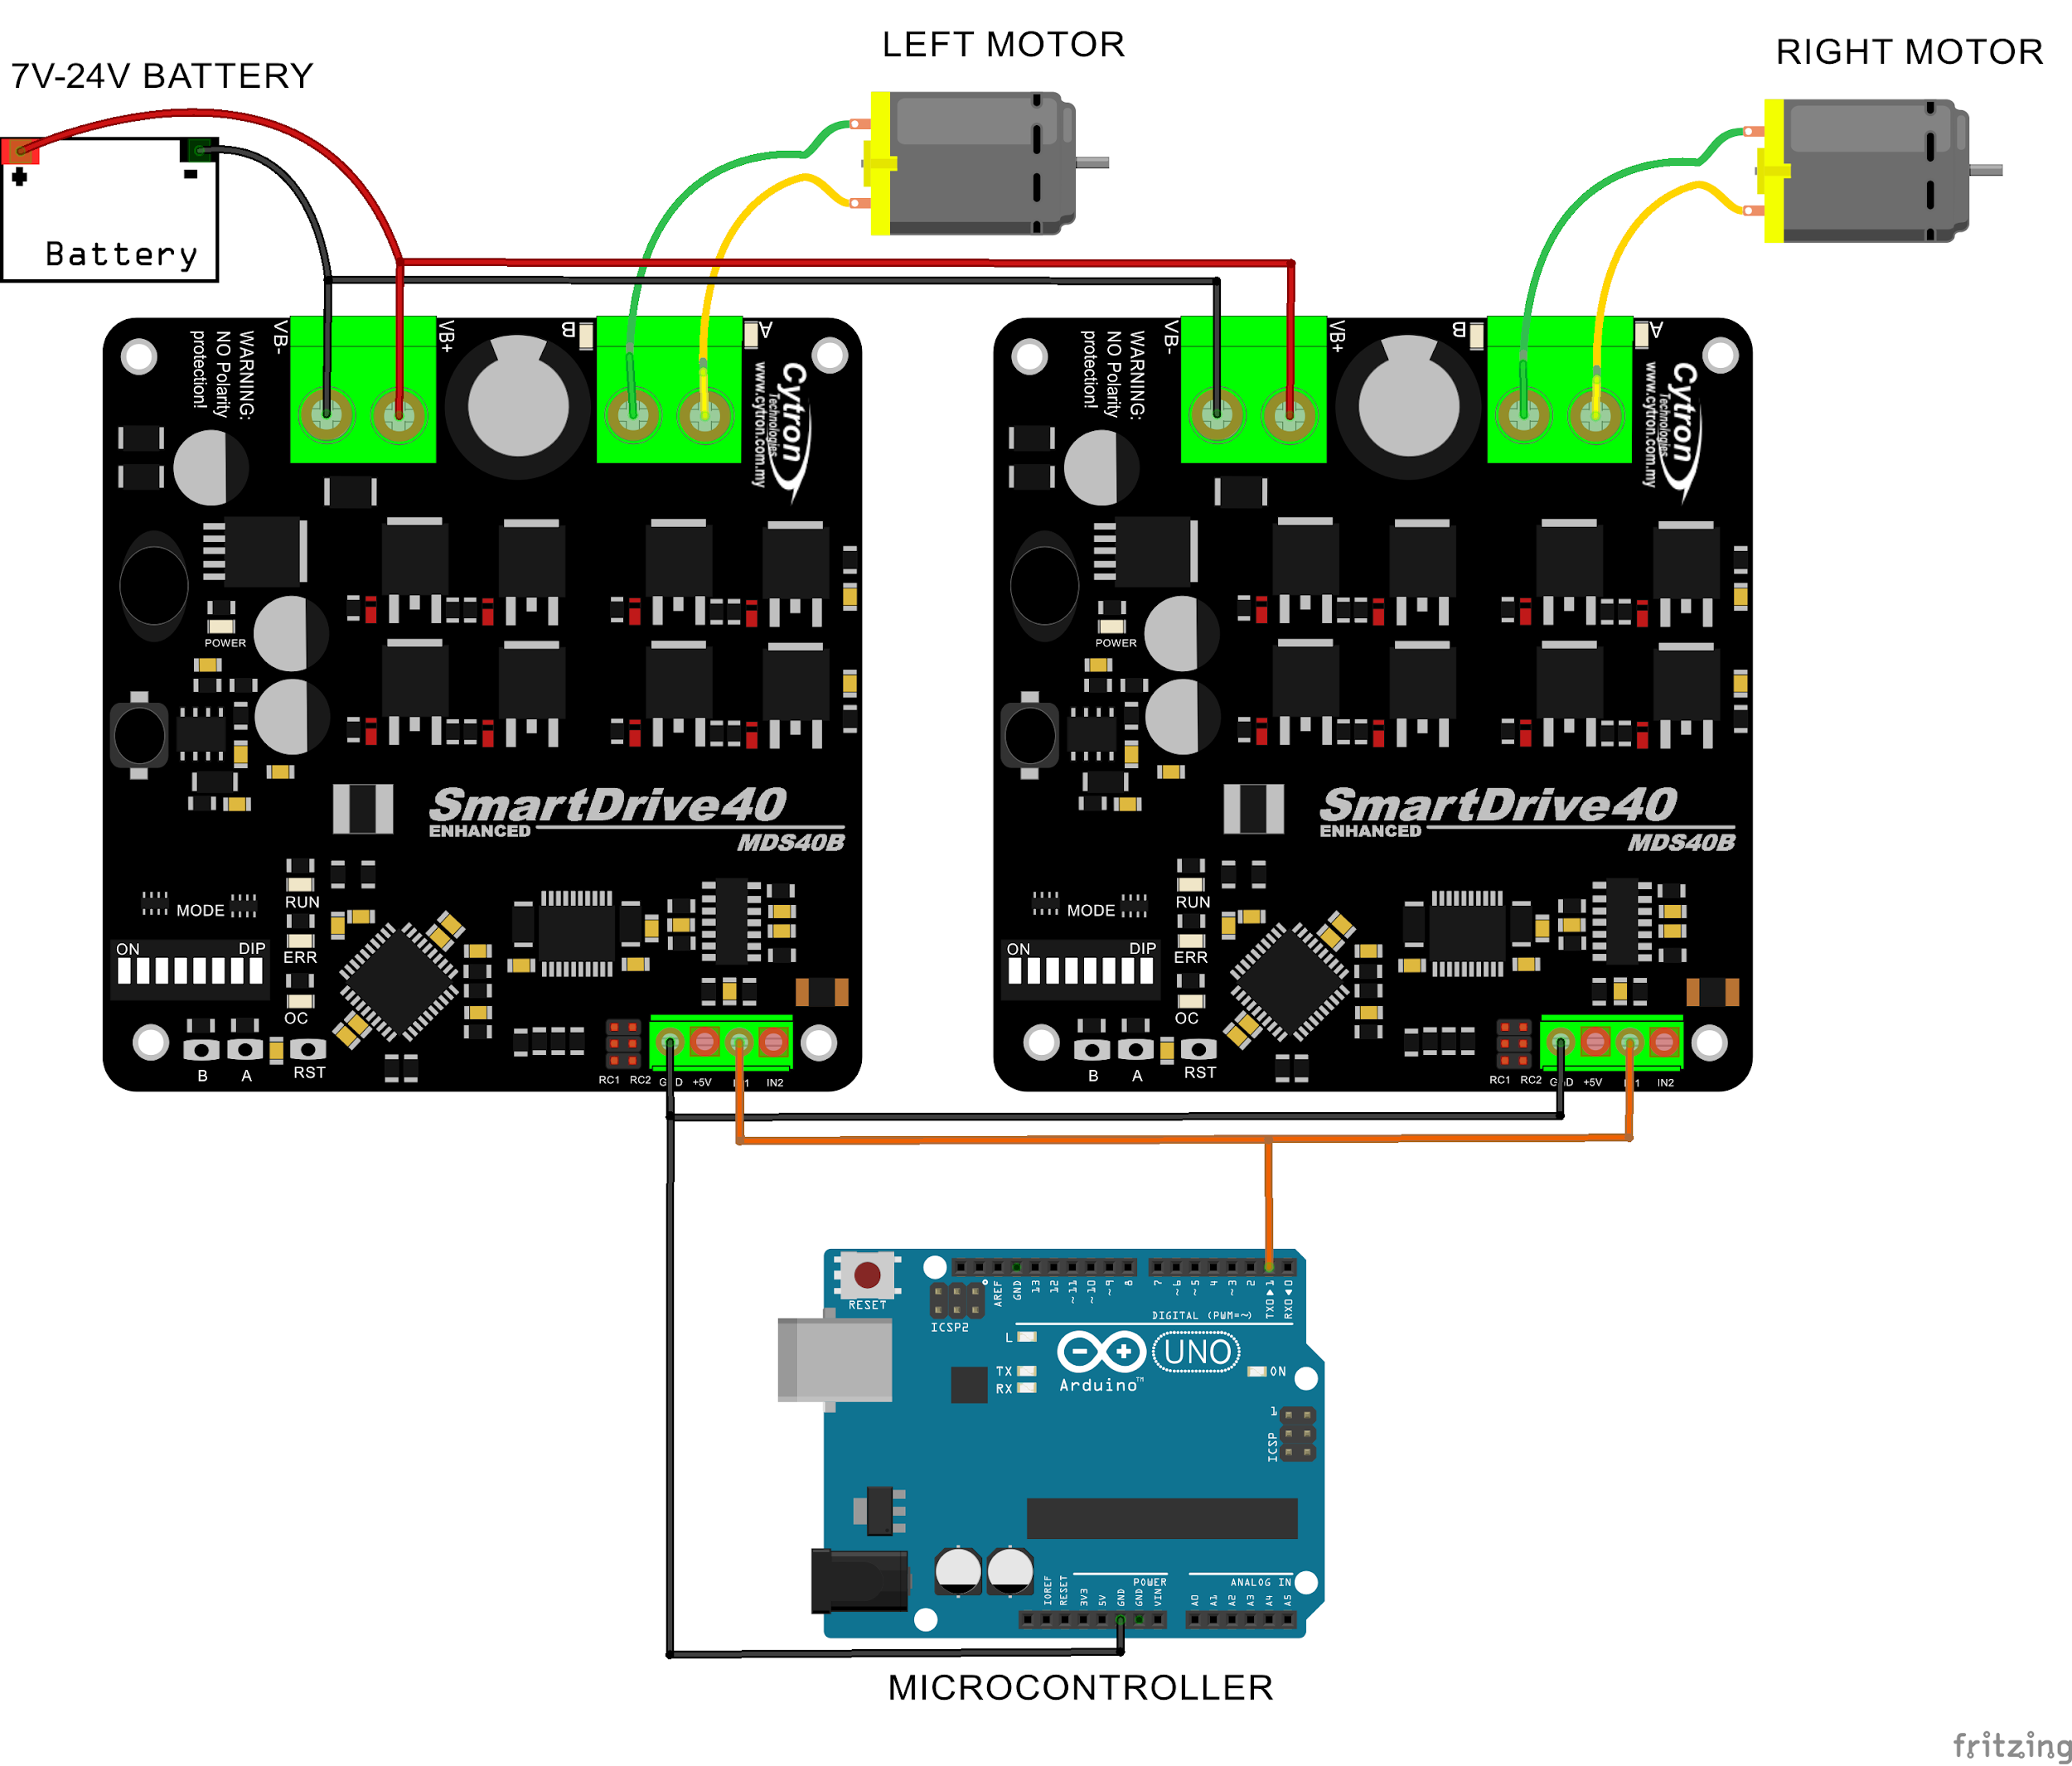 LEFT MOTOR
RIGHT MOTOR
7V-24V BATTERY
Battery
VB-
VB+
B
A
WARNING:
NO Polarity
protection!
Cytron
Technologies
www.cytron.com.my
POWER
SmartDrive40
ENHANCED
MDS40B
RUN
MODE
ON
DIP
ERR
OC
B
A
RST
RC1
RC2
+5V
IN2
VB-
VB+
B
A
WARNING:
NO Polarity
protection!
Cytron
Technologies
www.cytron.com.my
POWER
SmartDrive40
ENHANCED
MDS40B
RUN
MODE
ON
DIP
ERR
OC
B
A
RST
RC1
RC2
+5V
IN2
RESET
ICSP2
AREF
GND
13
12
~11
~10
~9
8
7
~6
~5
4
~3
2
TX0▶1
RX0◀0
DIGITAL (PWM=~)
L
TX
RX
Arduino™
UNO
ON
1
ICSP
POWER
ANALOG IN
IOREF
RESET
3V3
5V
GND
GND
VIN
A0
A1
A2
A3
A4
A5
MICROCONTROLLER
fritzing